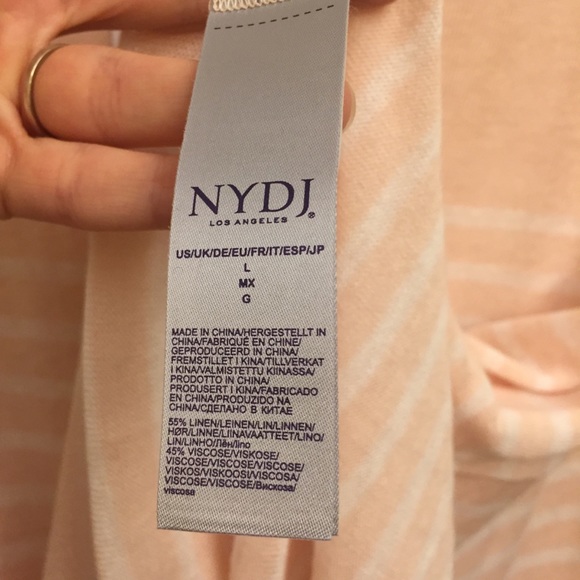 NYDJ
LOS ANGELES ®
US/UK/DE/EU/FR/IT/ESP/JP
L
MX
G
MADE IN CHINA/HERGESTELLT IN
CHINA/FABRIQUÉ EN CHINE/
GEPRODUCEERD IN CHINA/
FREMSTILLET I KINA/TILLVERKAT
I KINA/VALMISTETTU KIINASSA/
PRODOTTO IN CHINA/
PRODUSERT I KINA/FABRICADO
EN CHINA/PRODUZIDO NA
CHINA/СДЕЛАНО В КИТАЕ
55% LINEN/LEINEN/LIN/LINNEN/
HØR/LINNE/LIINAVAATTEET/LINO/
LIN/LINHO/Лён/lino
45% VISCOSE/VISKOSE/
VISCOSE/VISCOSE/VISCOSE/
VISKOS/VISKOOSI/VISCOSA/
VISCOSE/VISCOSE/Вискоза/
viscosa